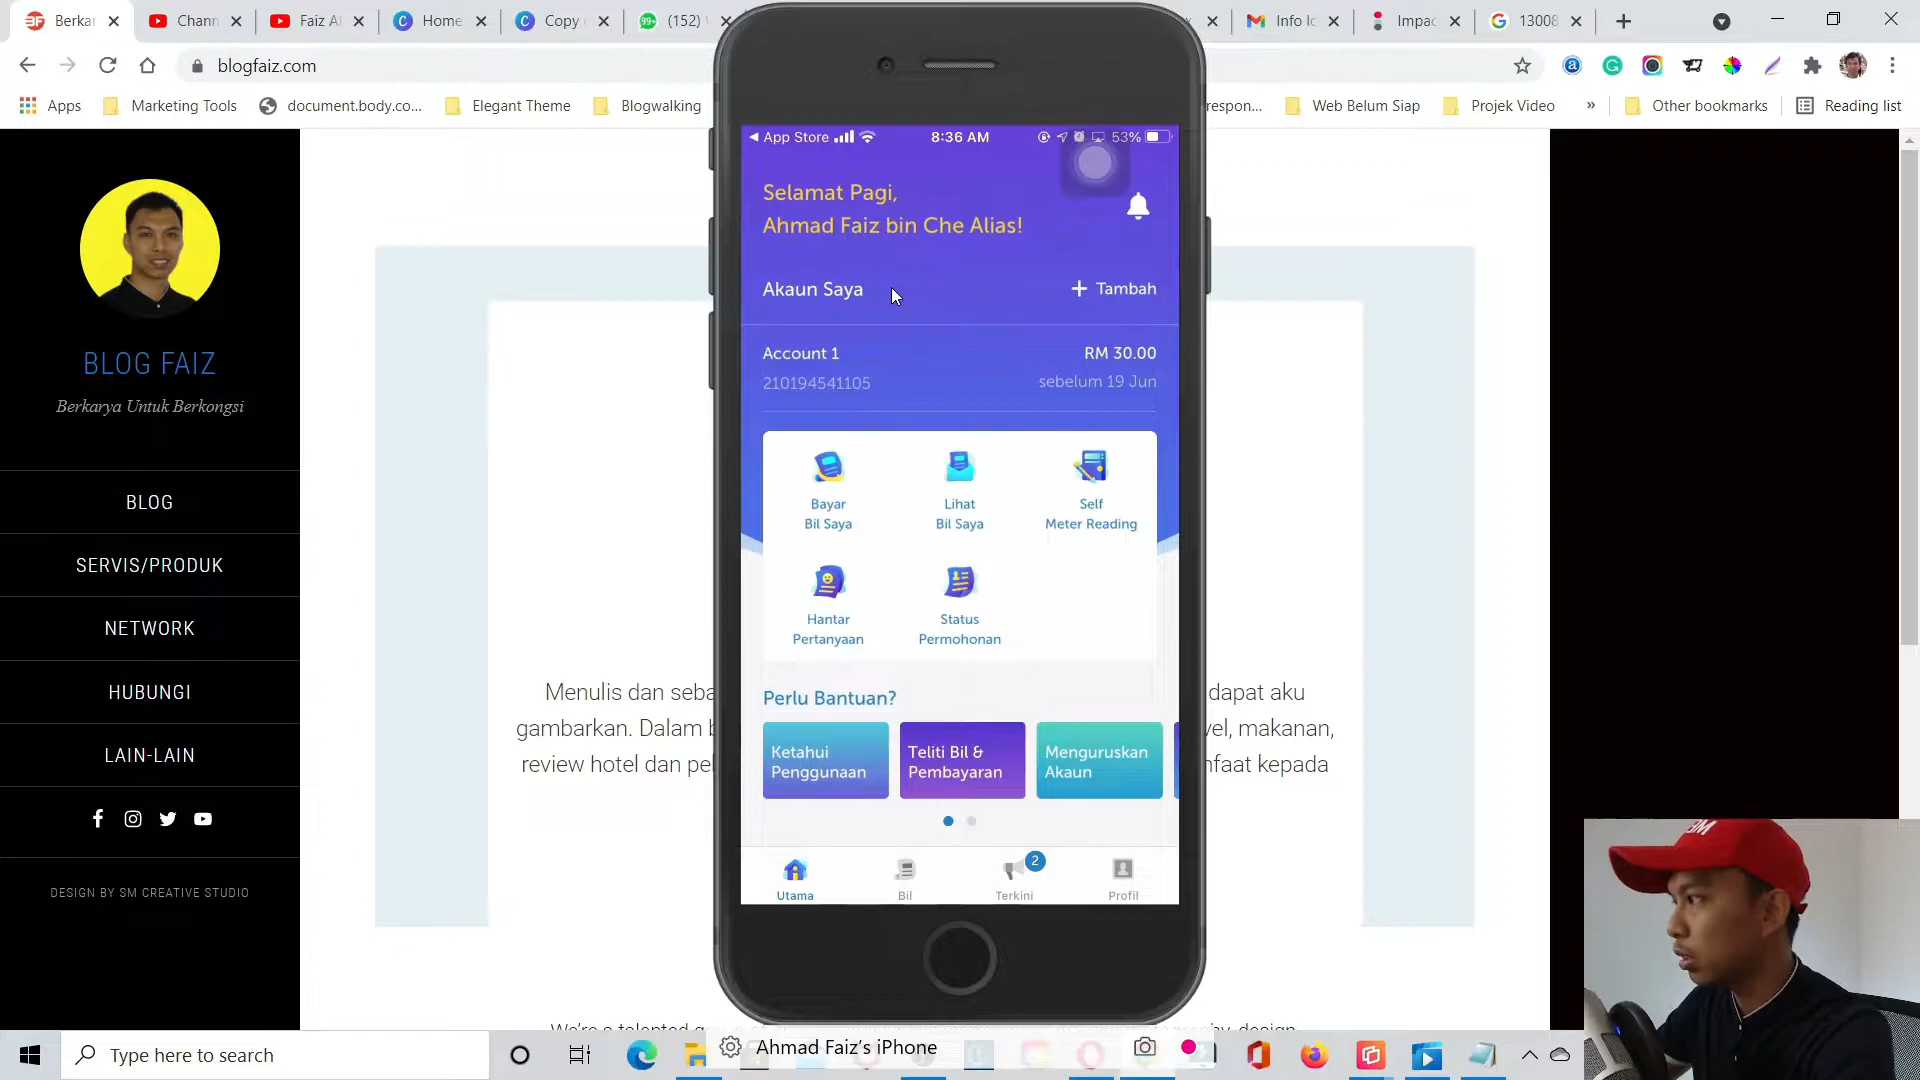 Berkar
Chann
Faiz Al
Home
Copy
(152)
Info Ic
Impac
13008
blogfaiz.com
Apps
Marketing Tools
document.body.co...
Elegant Theme
Blogwalking
respon...
Web Belum Siap
Projek Video
»
Other bookmarks
Reading list
BLOG FAIZ
Berkarya Untuk Berkongsi
BLOG
SERVIS/PRODUK
NETWORK
HUBUNGI
LAIN-LAIN
DESIGN BY SM CREATIVE STUDIO
App Store
8:36 AM
53%
Selamat Pagi,
Ahmad Faiz bin Che Alias!
Akaun Saya
+ Tambah
Account 1
RM 30.00
210194541105
sebelum 19 Jun
Bayar
Bil Saya
Lihat
Bil Saya
Self
Meter Reading
Hantar
Pertanyaan
Status
Permohonan
Perlu Bantuan?
Ketahui
Penggunaan
Teliti Bil &
Pembayaran
Menguruskan
Akaun
Utama
Bil
2
Terkini
Profil
Menulis dan seba
dapat aku
gambarkan. Dalam
vel, makanan,
review hotel dan pe
nfaat kepada
Type here to search
Ahmad Faiz's iPhone